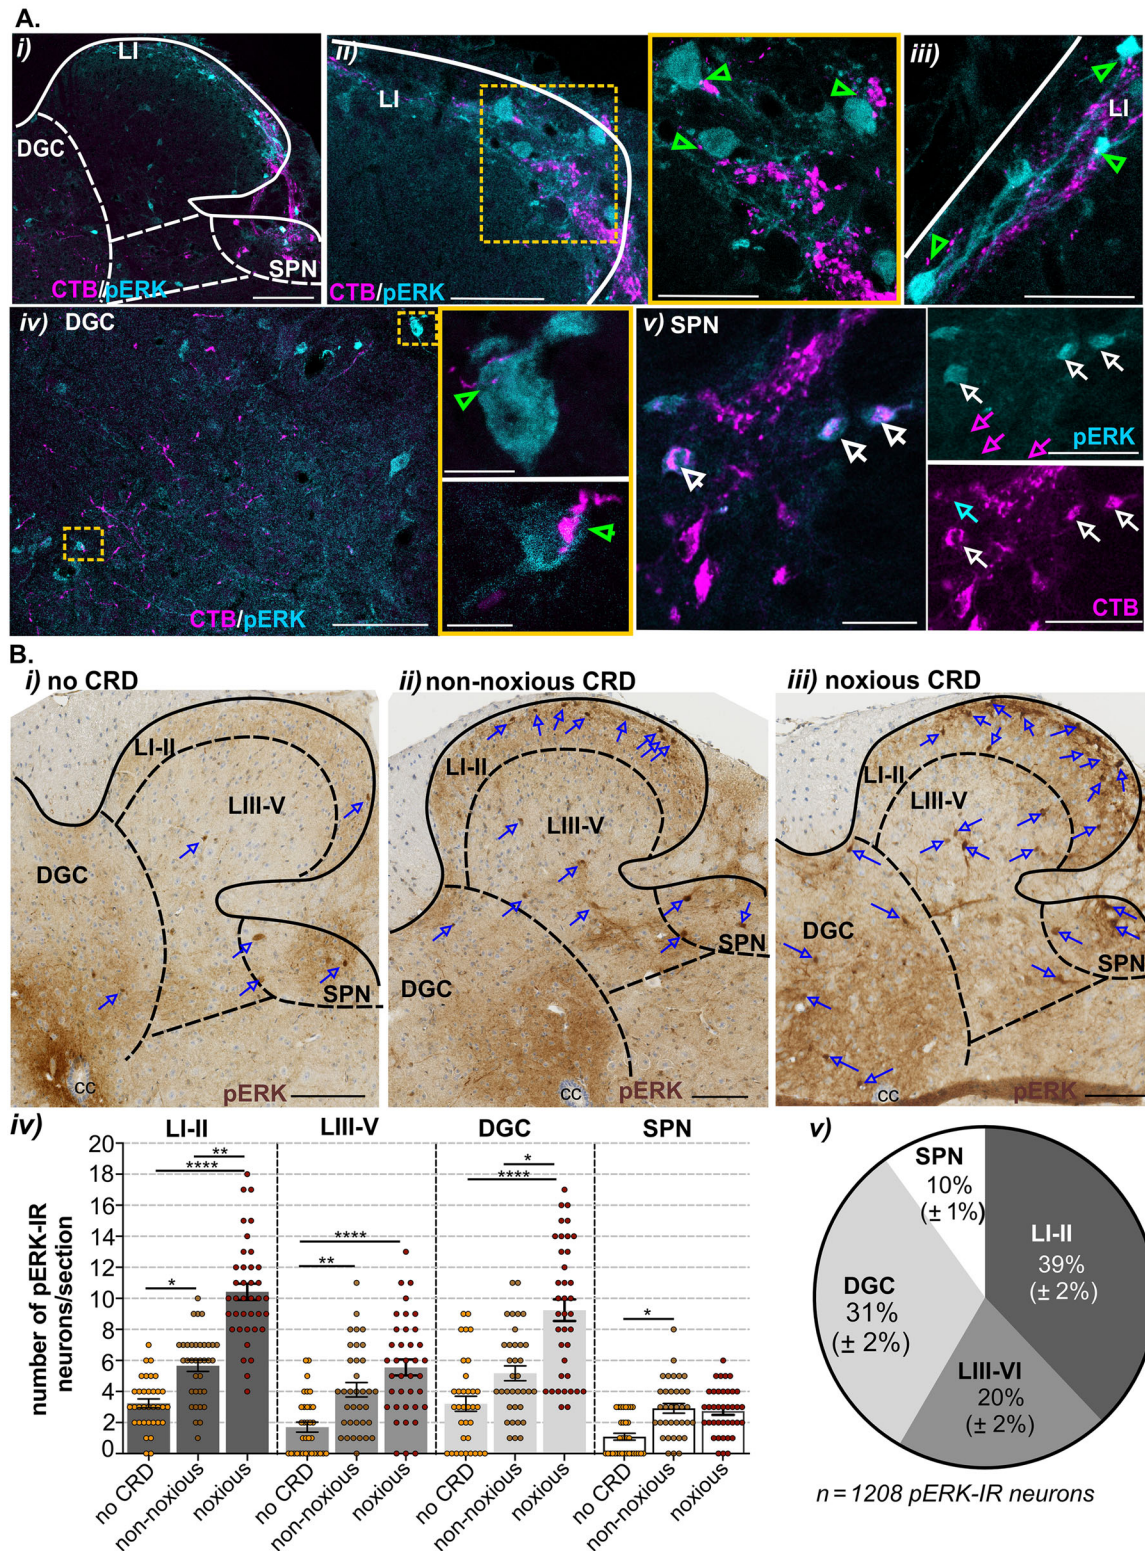 A.
i)
LI
DGC
SPN
CTB/pERK
ii)
LI
CTB/pERK
iii)
LI
iv) DGC
CTB/pERK
v) SPN
pERK
CTB
B.
i) no CRD
LI-II
LIII-V
DGC
SPN
CC
pERK
ii) non-noxious CRD
LI-II
LIII-V
DGC
SPN
CC
pERK
iii) noxious CRD
LI-II
LIII-V
DGC
SPN
CC
pERK
iv)
LI-II LIII-V DGC SPN
number of pERK-IR
neurons/section
20
18
16
14
12
10
8
6
4
2
0
** **** *
**** **
* ****
*
no CRD non-noxious noxious no CRD non-noxious noxious no CRD non-noxious noxious no CRD non-noxious noxious
v)
SPN
10%
(± 1%)
LI-II
39%
(± 2%)
DGC
31%
(± 2%)
LIII-VI
20%
(± 2%)
n = 1208 pERK-IR neurons